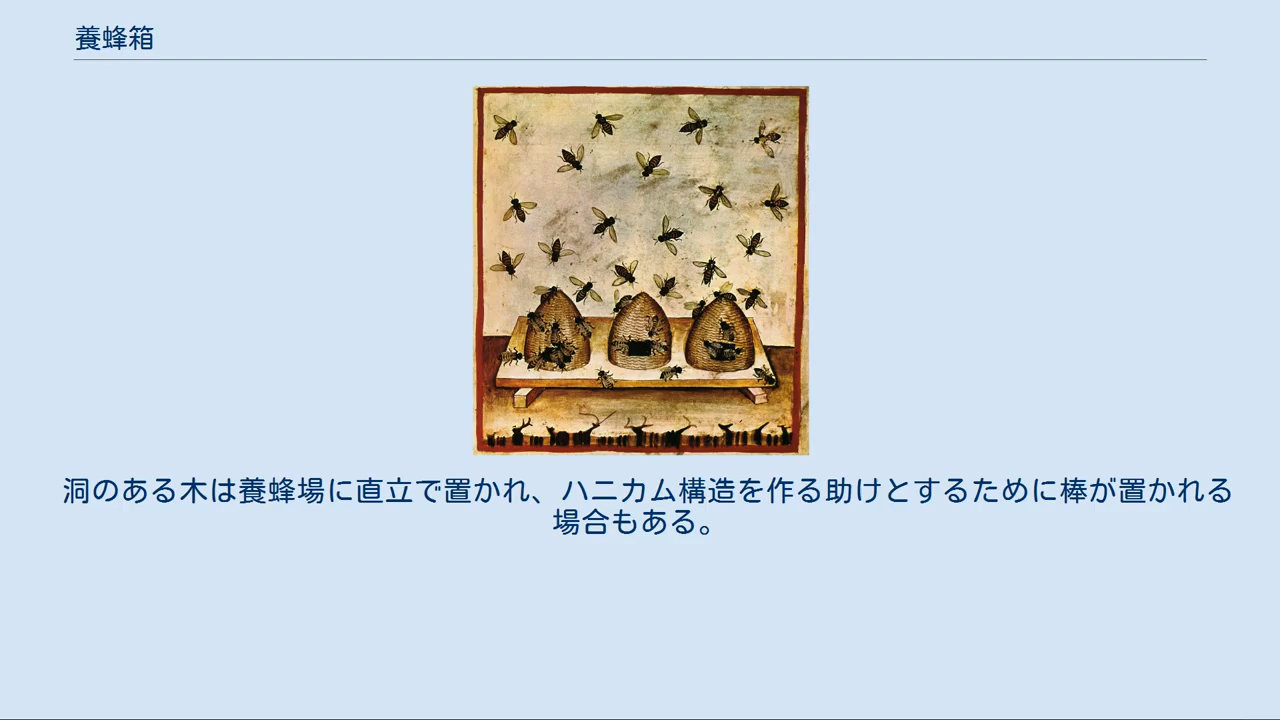 養蜂箱
洞のある木は養蜂場に直立で置かれ、ハニカム構造を作る助けとするために棒が置かれる
場合もある。